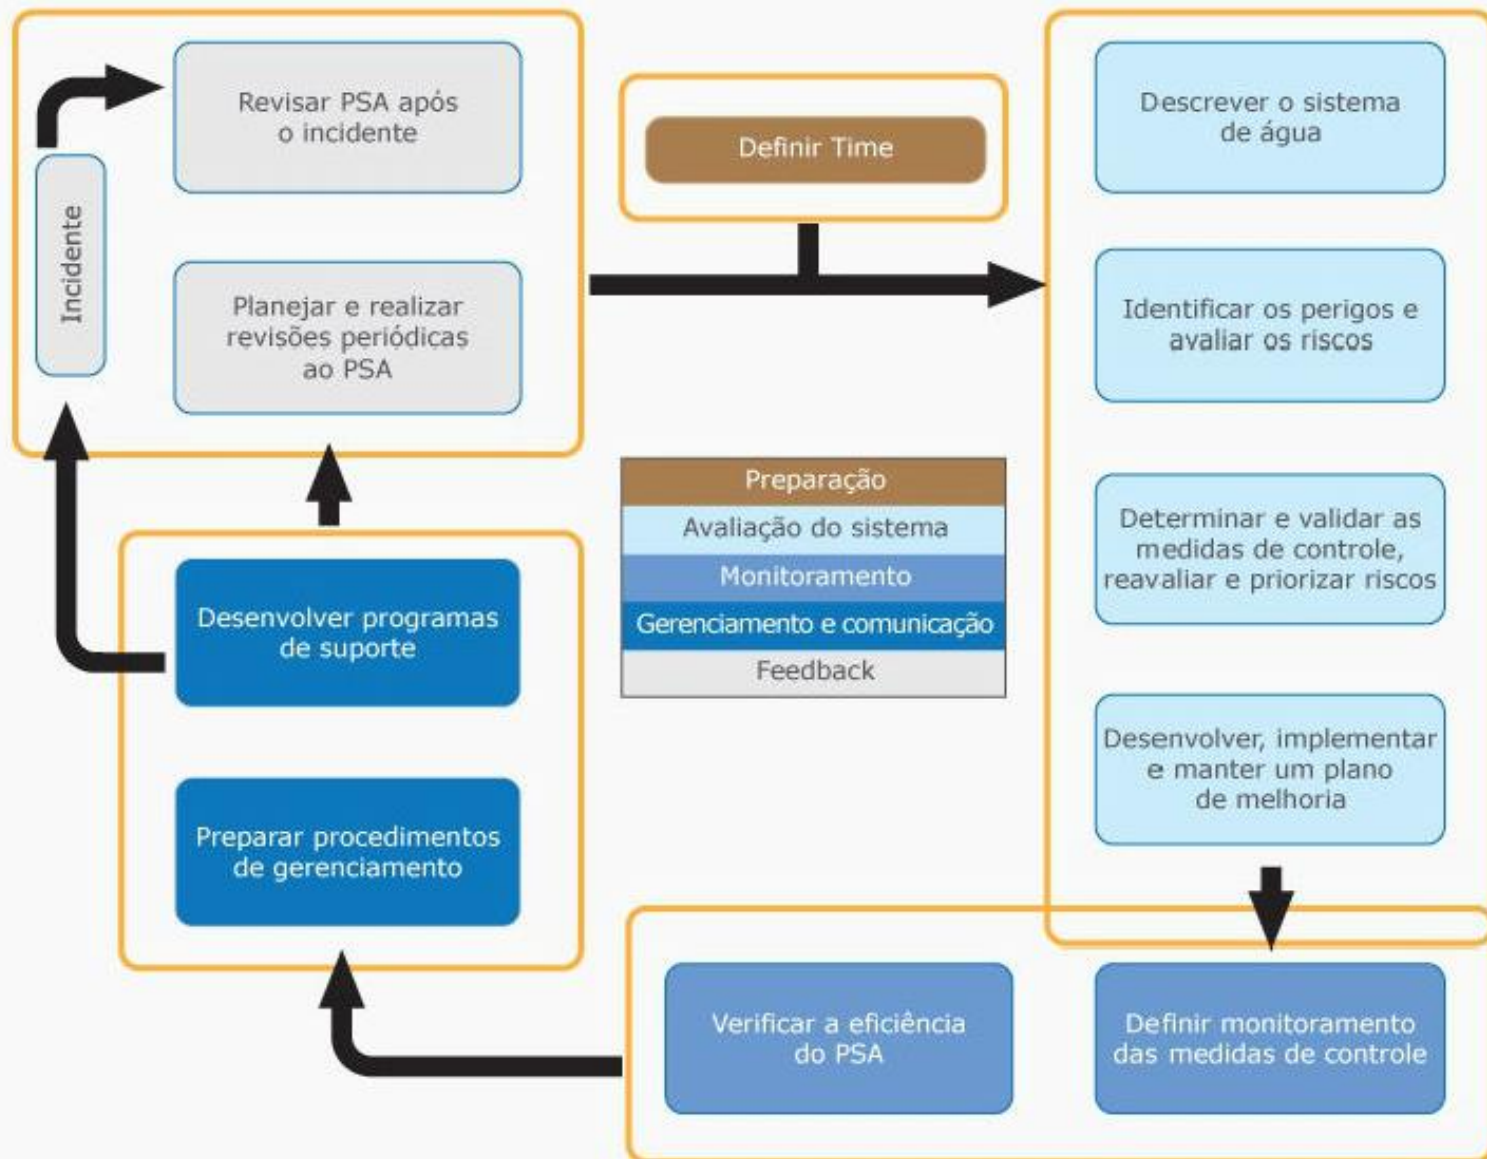 Revisar PSA após
o incidente
Incidente
Planejar e realizar
revisões periódicas
ao PSA
Definir Time
Descrever o sistema
de água
Identificar os perigos e
avaliar os riscos
Determinar e validar as
medidas de controle,
reavaliar e priorizar riscos
Desenvolver, implementar
e manter um plano
de melhoria
Preparação
Avaliação do sistema
Monitoramento
Gerenciamento e comunicação
Feedback
Desenvolver programas
de suporte
Preparar procedimentos
de gerenciamento
Verificar a eficiência
do PSA
Definir monitoramento
das medidas de controle